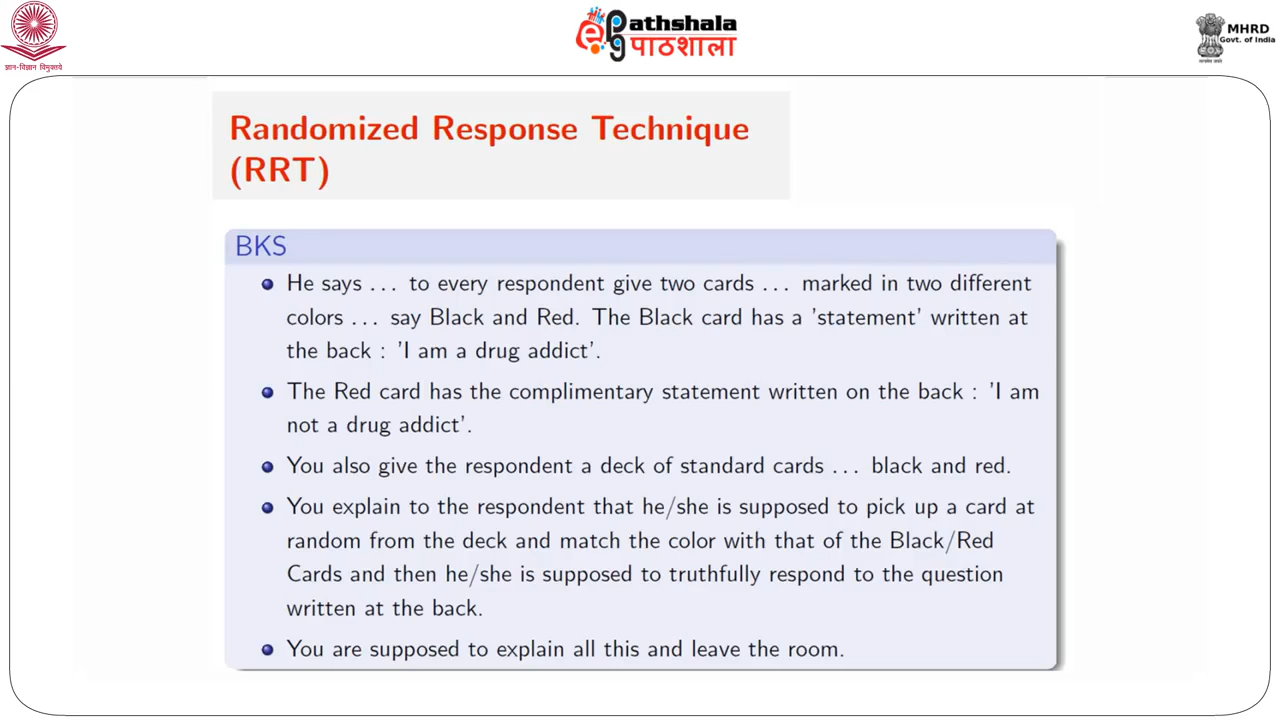 ज्ञान-विज्ञान विमुक्तये
ePG Pathshala
पाठशाला
MHRD
Govt. of India
सत्यमेव जयते
Randomized Response Technique
(RRT)
BKS
He says . . . to every respondent give two cards . . . marked in two different
colors . . . say Black and Red. The Black card has a 'statement' written at
the back : 'I am a drug addict'.
The Red card has the complimentary statement written on the back : 'I am
not a drug addict'.
You also give the respondent a deck of standard cards . . . black and red.
You explain to the respondent that he/she is supposed to pick up a card at
random from the deck and match the color with that of the Black/Red
Cards and then he/she is supposed to truthfully respond to the question
written at the back.
You are supposed to explain all this and leave the room.